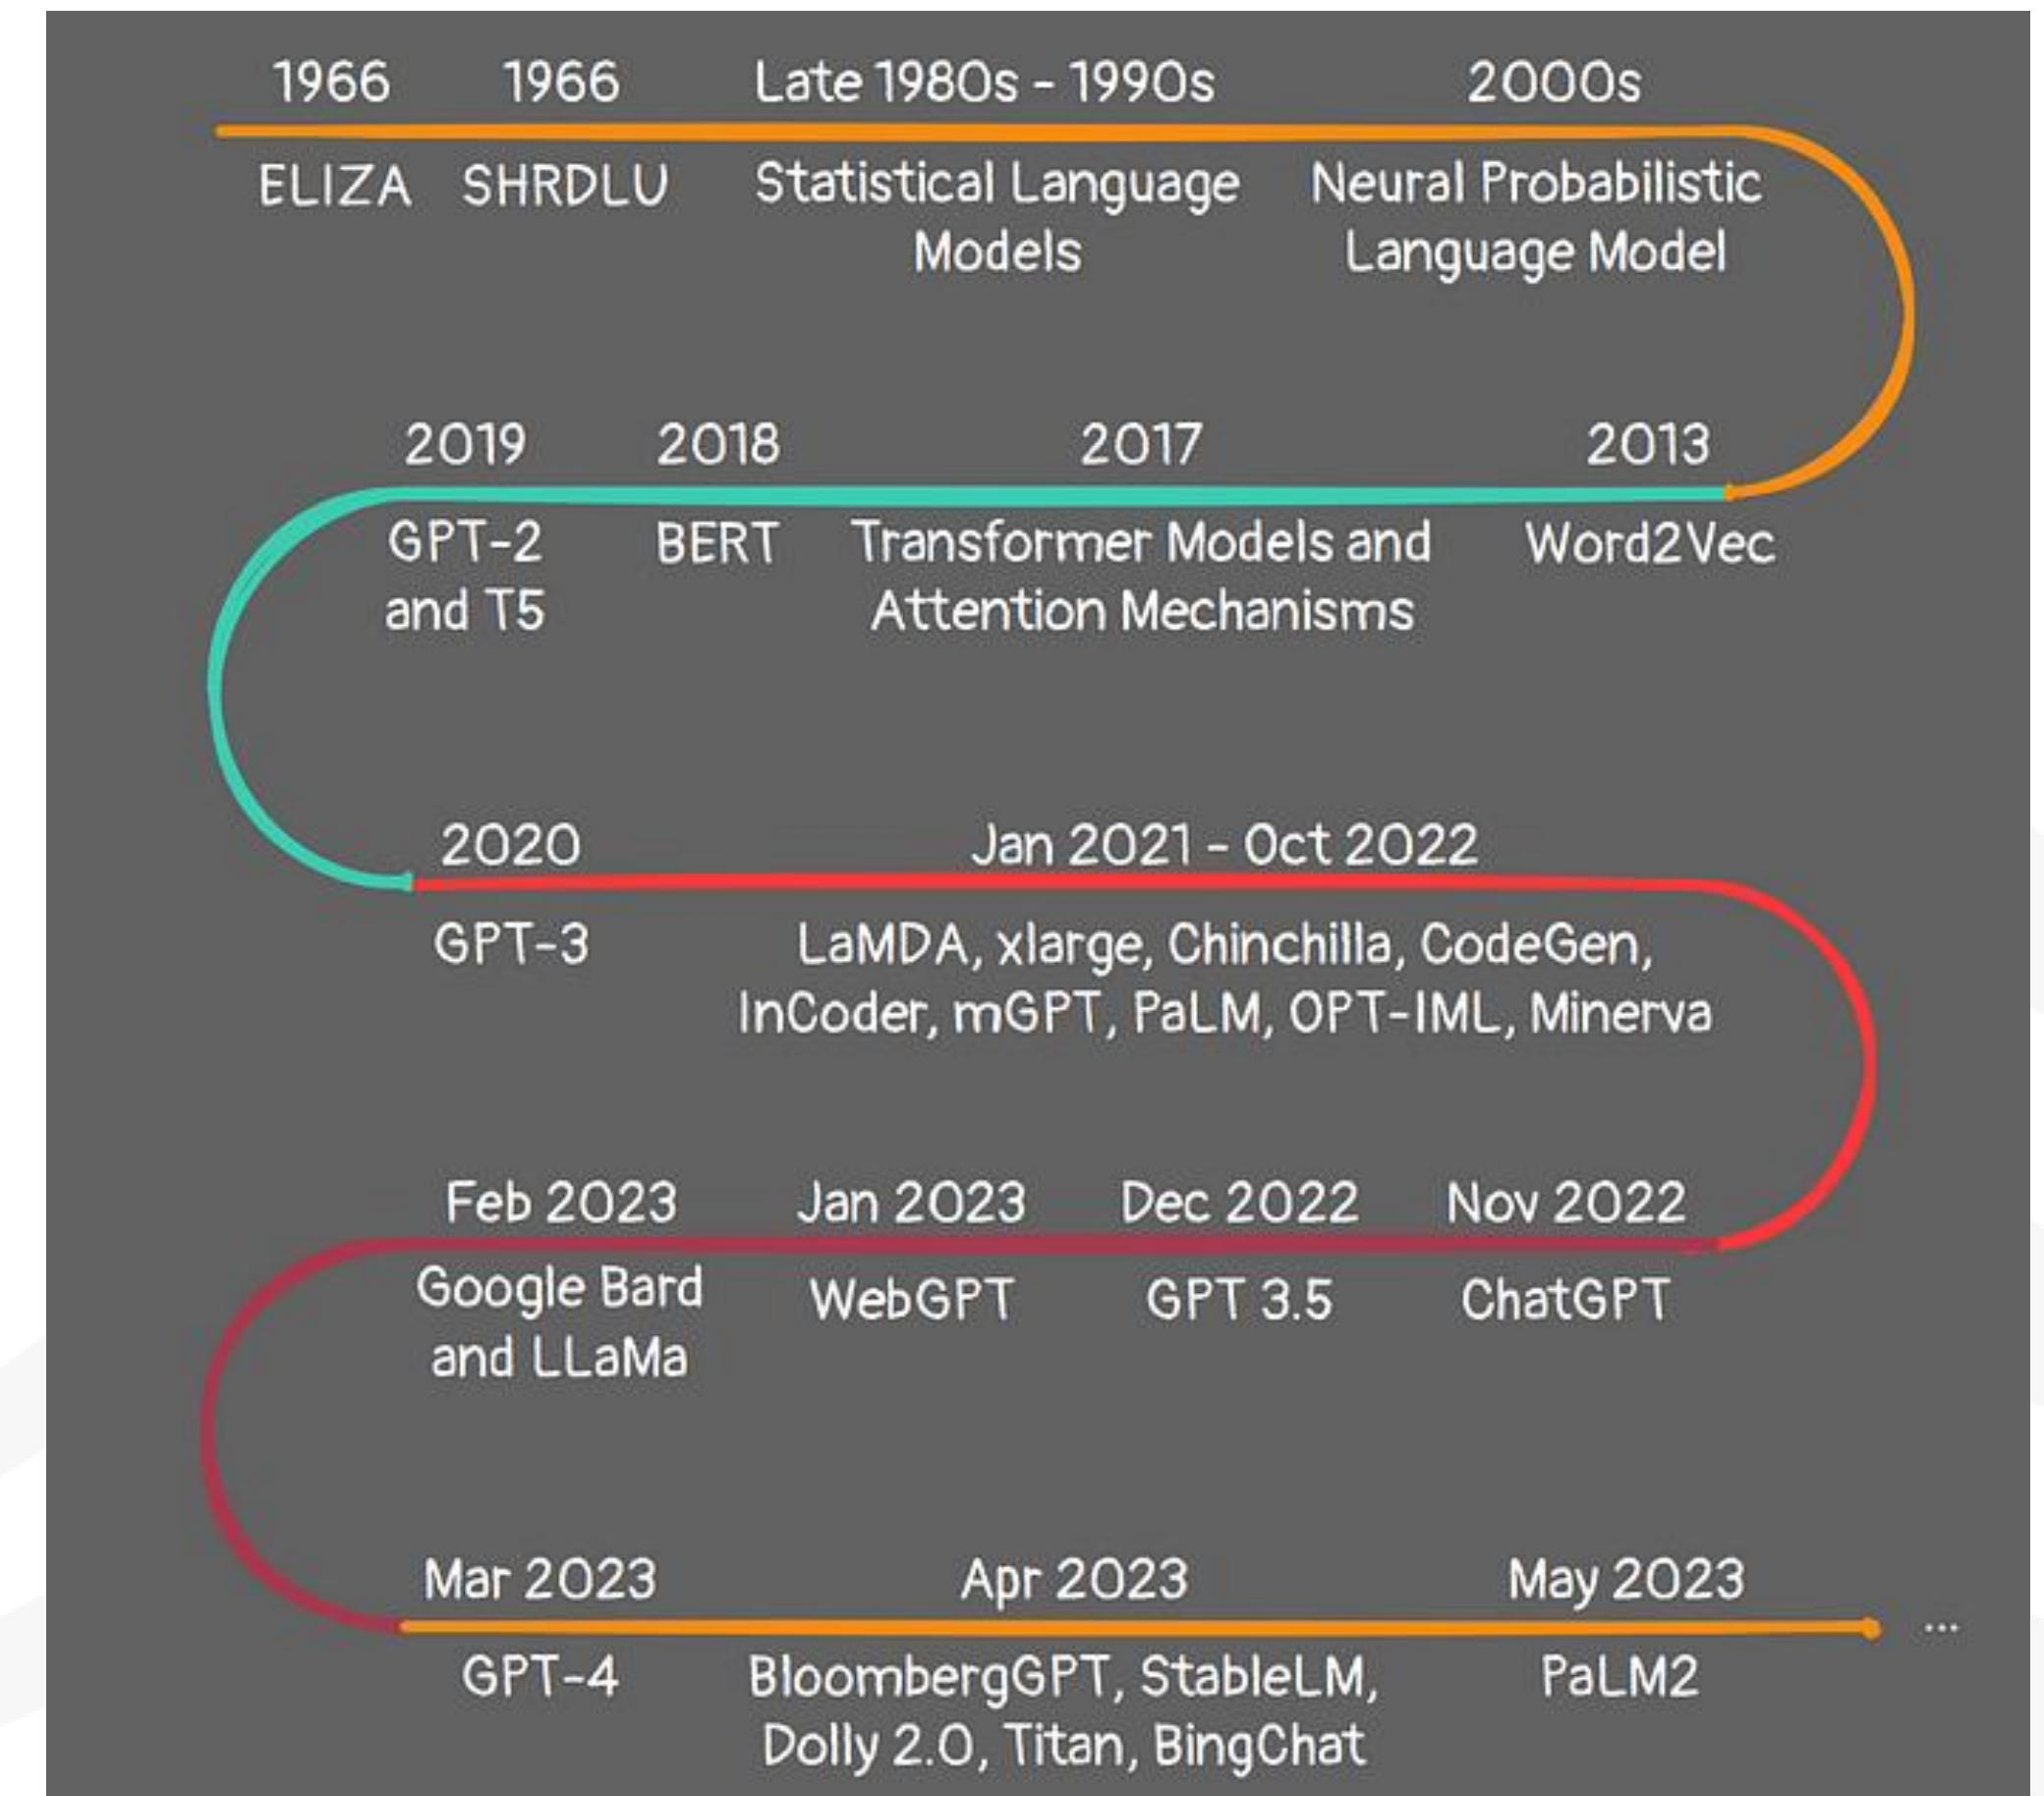 1966 1966 Late 1980s - 1990s 2000s
ELIZA SHRDLU Statistical Language Neural Probabilistic
Models Language Model
2019 2018 2017 2013
GPT-2 BERT Transformer Models and Word2Vec
and T5 Attention Mechanisms
2020 Jan 2021 - Oct 2022
GPT-3 LaMDA, xlarge, Chinchilla, CodeGen,
InCoder, mGPT, PaLM, OPT-IML, Minerva
Feb 2023 Jan 2023 Dec 2022 Nov 2022
Google Bard WebGPT GPT 3.5 ChatGPT
and LLaMa
Mar 2023 Apr 2023 May 2023 ...
GPT-4 BloombergGPT, StableLM, PaLM2
Dolly 2.0, Titan, BingChat